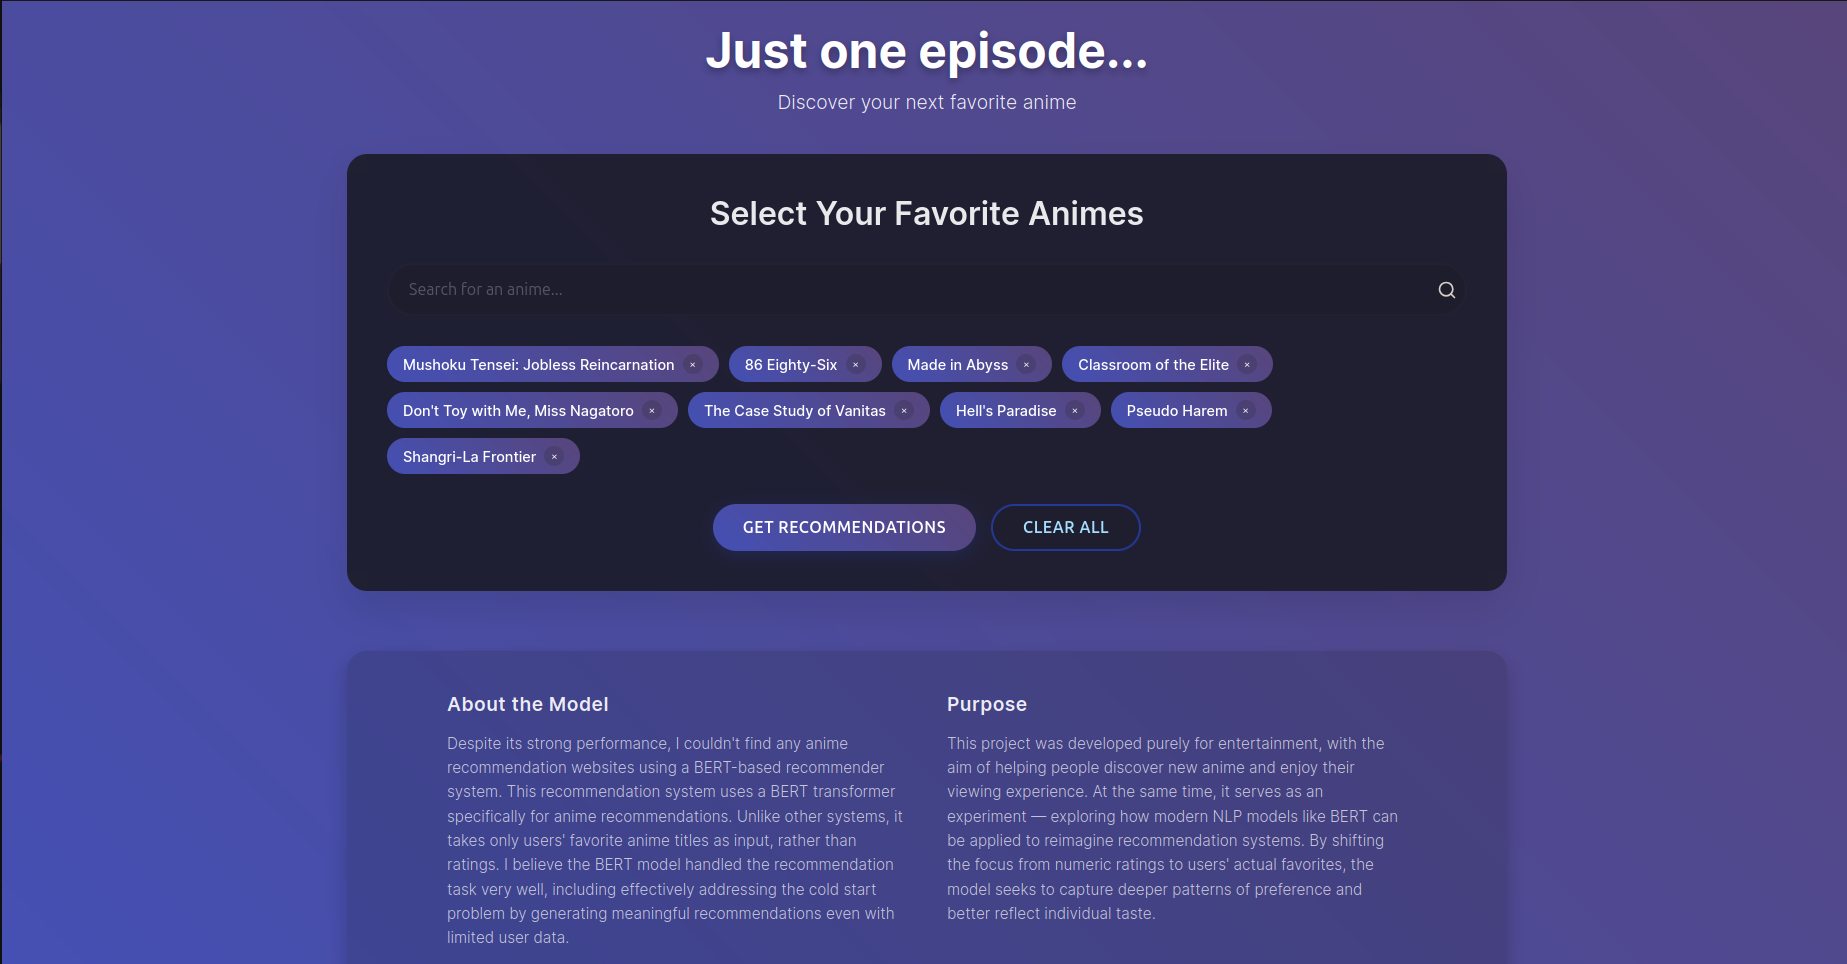 Just one episode...
Discover your next favorite anime
Select Your Favorite Animes
Search for an anime...
Mushoku Tensei: Jobless Reincarnation × 86 Eighty-Six × Made in Abyss × Classroom of the Elite ×
Don't Toy with Me, Miss Nagatoro × The Case Study of Vanitas × Hell's Paradise × Pseudo Harem ×
Shangri-La Frontier ×
GET RECOMMENDATIONS CLEAR ALL
About the Model
Despite its strong performance, I couldn't find any anime
recommendation websites using a BERT-based recommender
system. This recommendation system uses a BERT transformer
specifically for anime recommendations. Unlike other systems, it
takes only users' favorite anime titles as input, rather than
ratings. I believe the BERT model handled the recommendation
task very well, including effectively addressing the cold start
problem by generating meaningful recommendations even with
limited user data.
Purpose
This project was developed purely for entertainment, with the
aim of helping people discover new anime and enjoy their
viewing experience. At the same time, it serves as an
experiment — exploring how modern NLP models like BERT can
be applied to reimagine recommendation systems. By shifting
the focus from numeric ratings to users' actual favorites, the
model seeks to capture deeper patterns of preference and
better reflect individual taste.